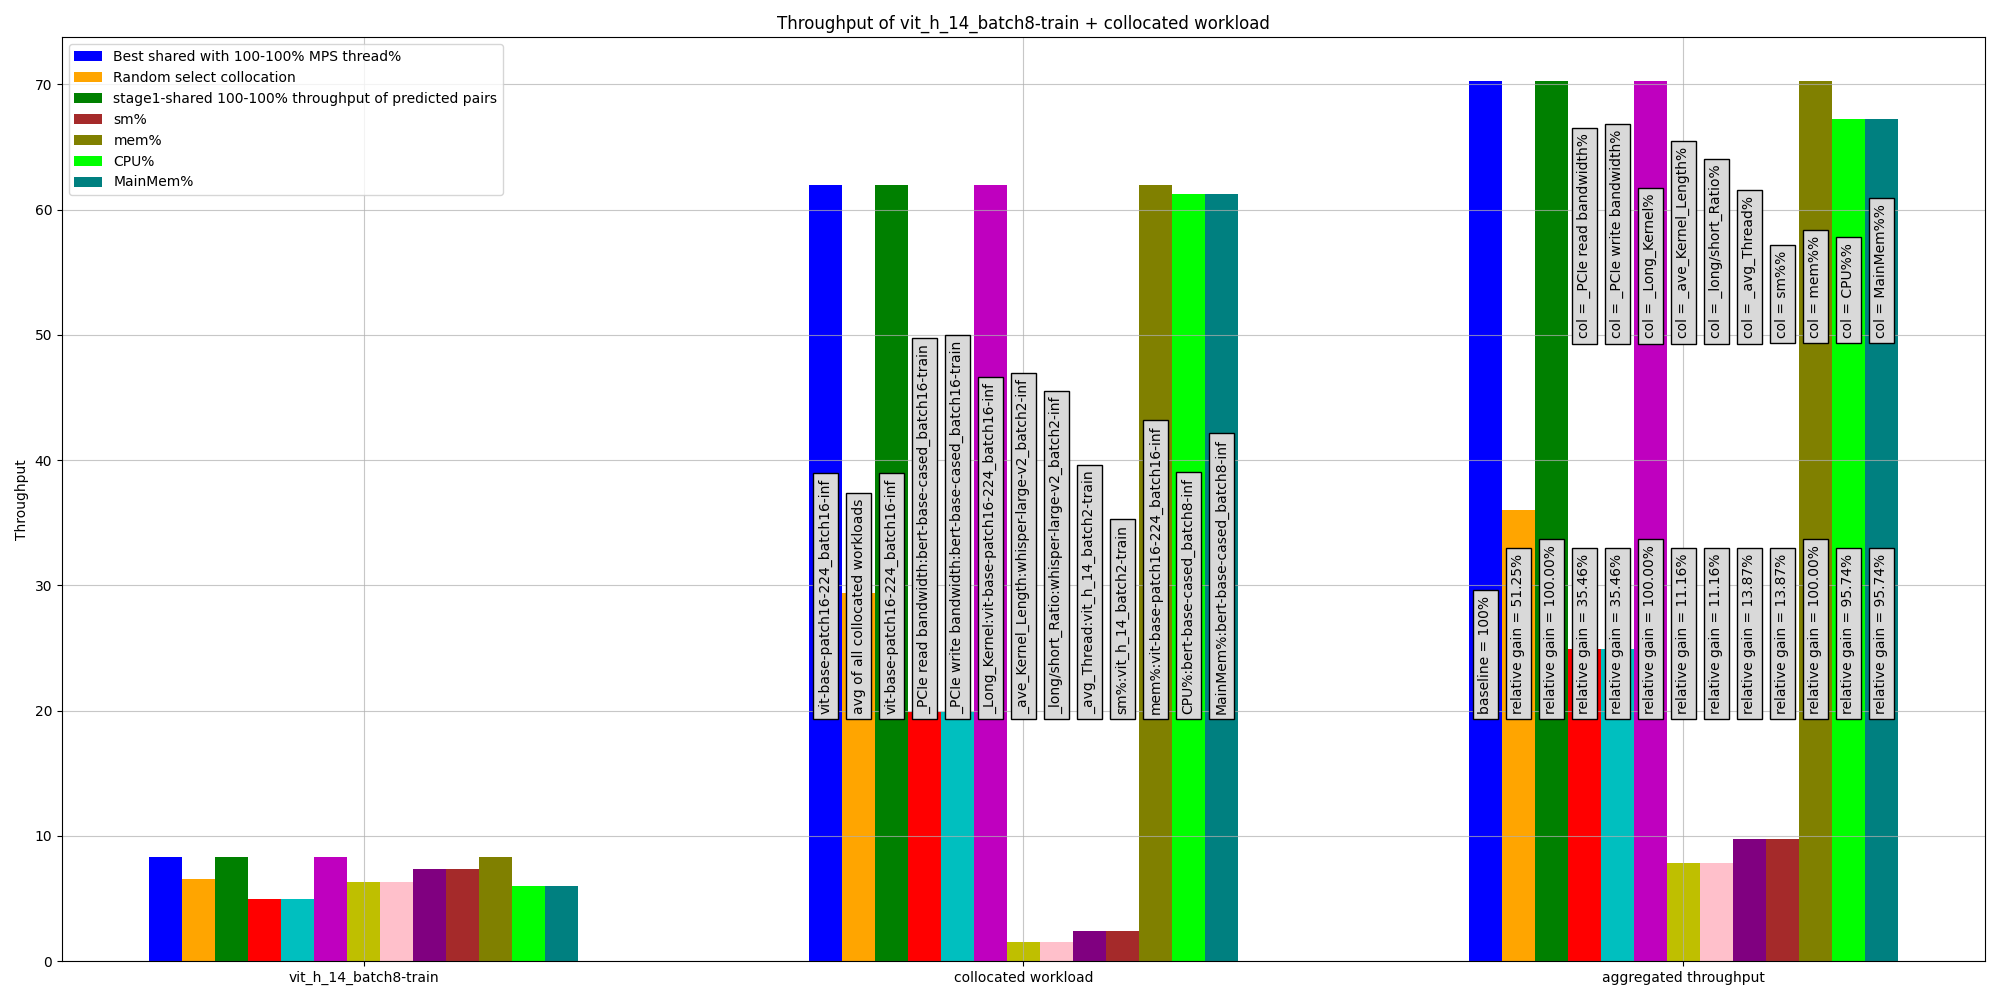 Throughput of vit_h_14_batch8-train + collocated workload
Best shared with 100-100% MPS thread%
Random select collocation
stage1-shared 100-100% throughput of predicted pairs
sm%
mem%
CPU%
MainMem%
Throughput
70
60
50
40
30
20
10
0
vit-base-patch16-224_batch16-inf
avg of all collocated workloads
vit-base-patch16-224_batch16-inf
_PCIe read bandwidth:bert-base-cased_batch16-train
_PCIe write bandwidth:bert-base-cased_batch16-train
_Long_Kernel:vit-base-patch16-224_batch16-inf
_ave_Kernel_Length:whisper-large-v2_batch2-inf
_long/short_Ratio:whisper-large-v2_batch2-inf
_avg_Thread:vit_h_14_batch2-train
sm%:vit_h_14_batch2-train
mem%:vit-base-patch16-224_batch16-inf
CPU%:bert-base-cased_batch8-inf
MainMem%:bert-base-cased_batch8-inf
col = _PCIe read bandwidth%
col = _PCIe write bandwidth%
col = _Long_Kernel%
col = _ave_Kernel_Length%
col = _long/short_Ratio%
col = _avg_Thread%
col = sm%%
col = mem%%
col = CPU%%
col = MainMem%%
baseline = 100%
relative gain = 51.25%
relative gain = 100.00%
relative gain = 35.46%
relative gain = 35.46%
relative gain = 100.00%
relative gain = 11.16%
relative gain = 11.16%
relative gain = 13.87%
relative gain = 13.87%
relative gain = 100.00%
relative gain = 95.74%
relative gain = 95.74%
vit_h_14_batch8-train
collocated workload
aggregated throughput